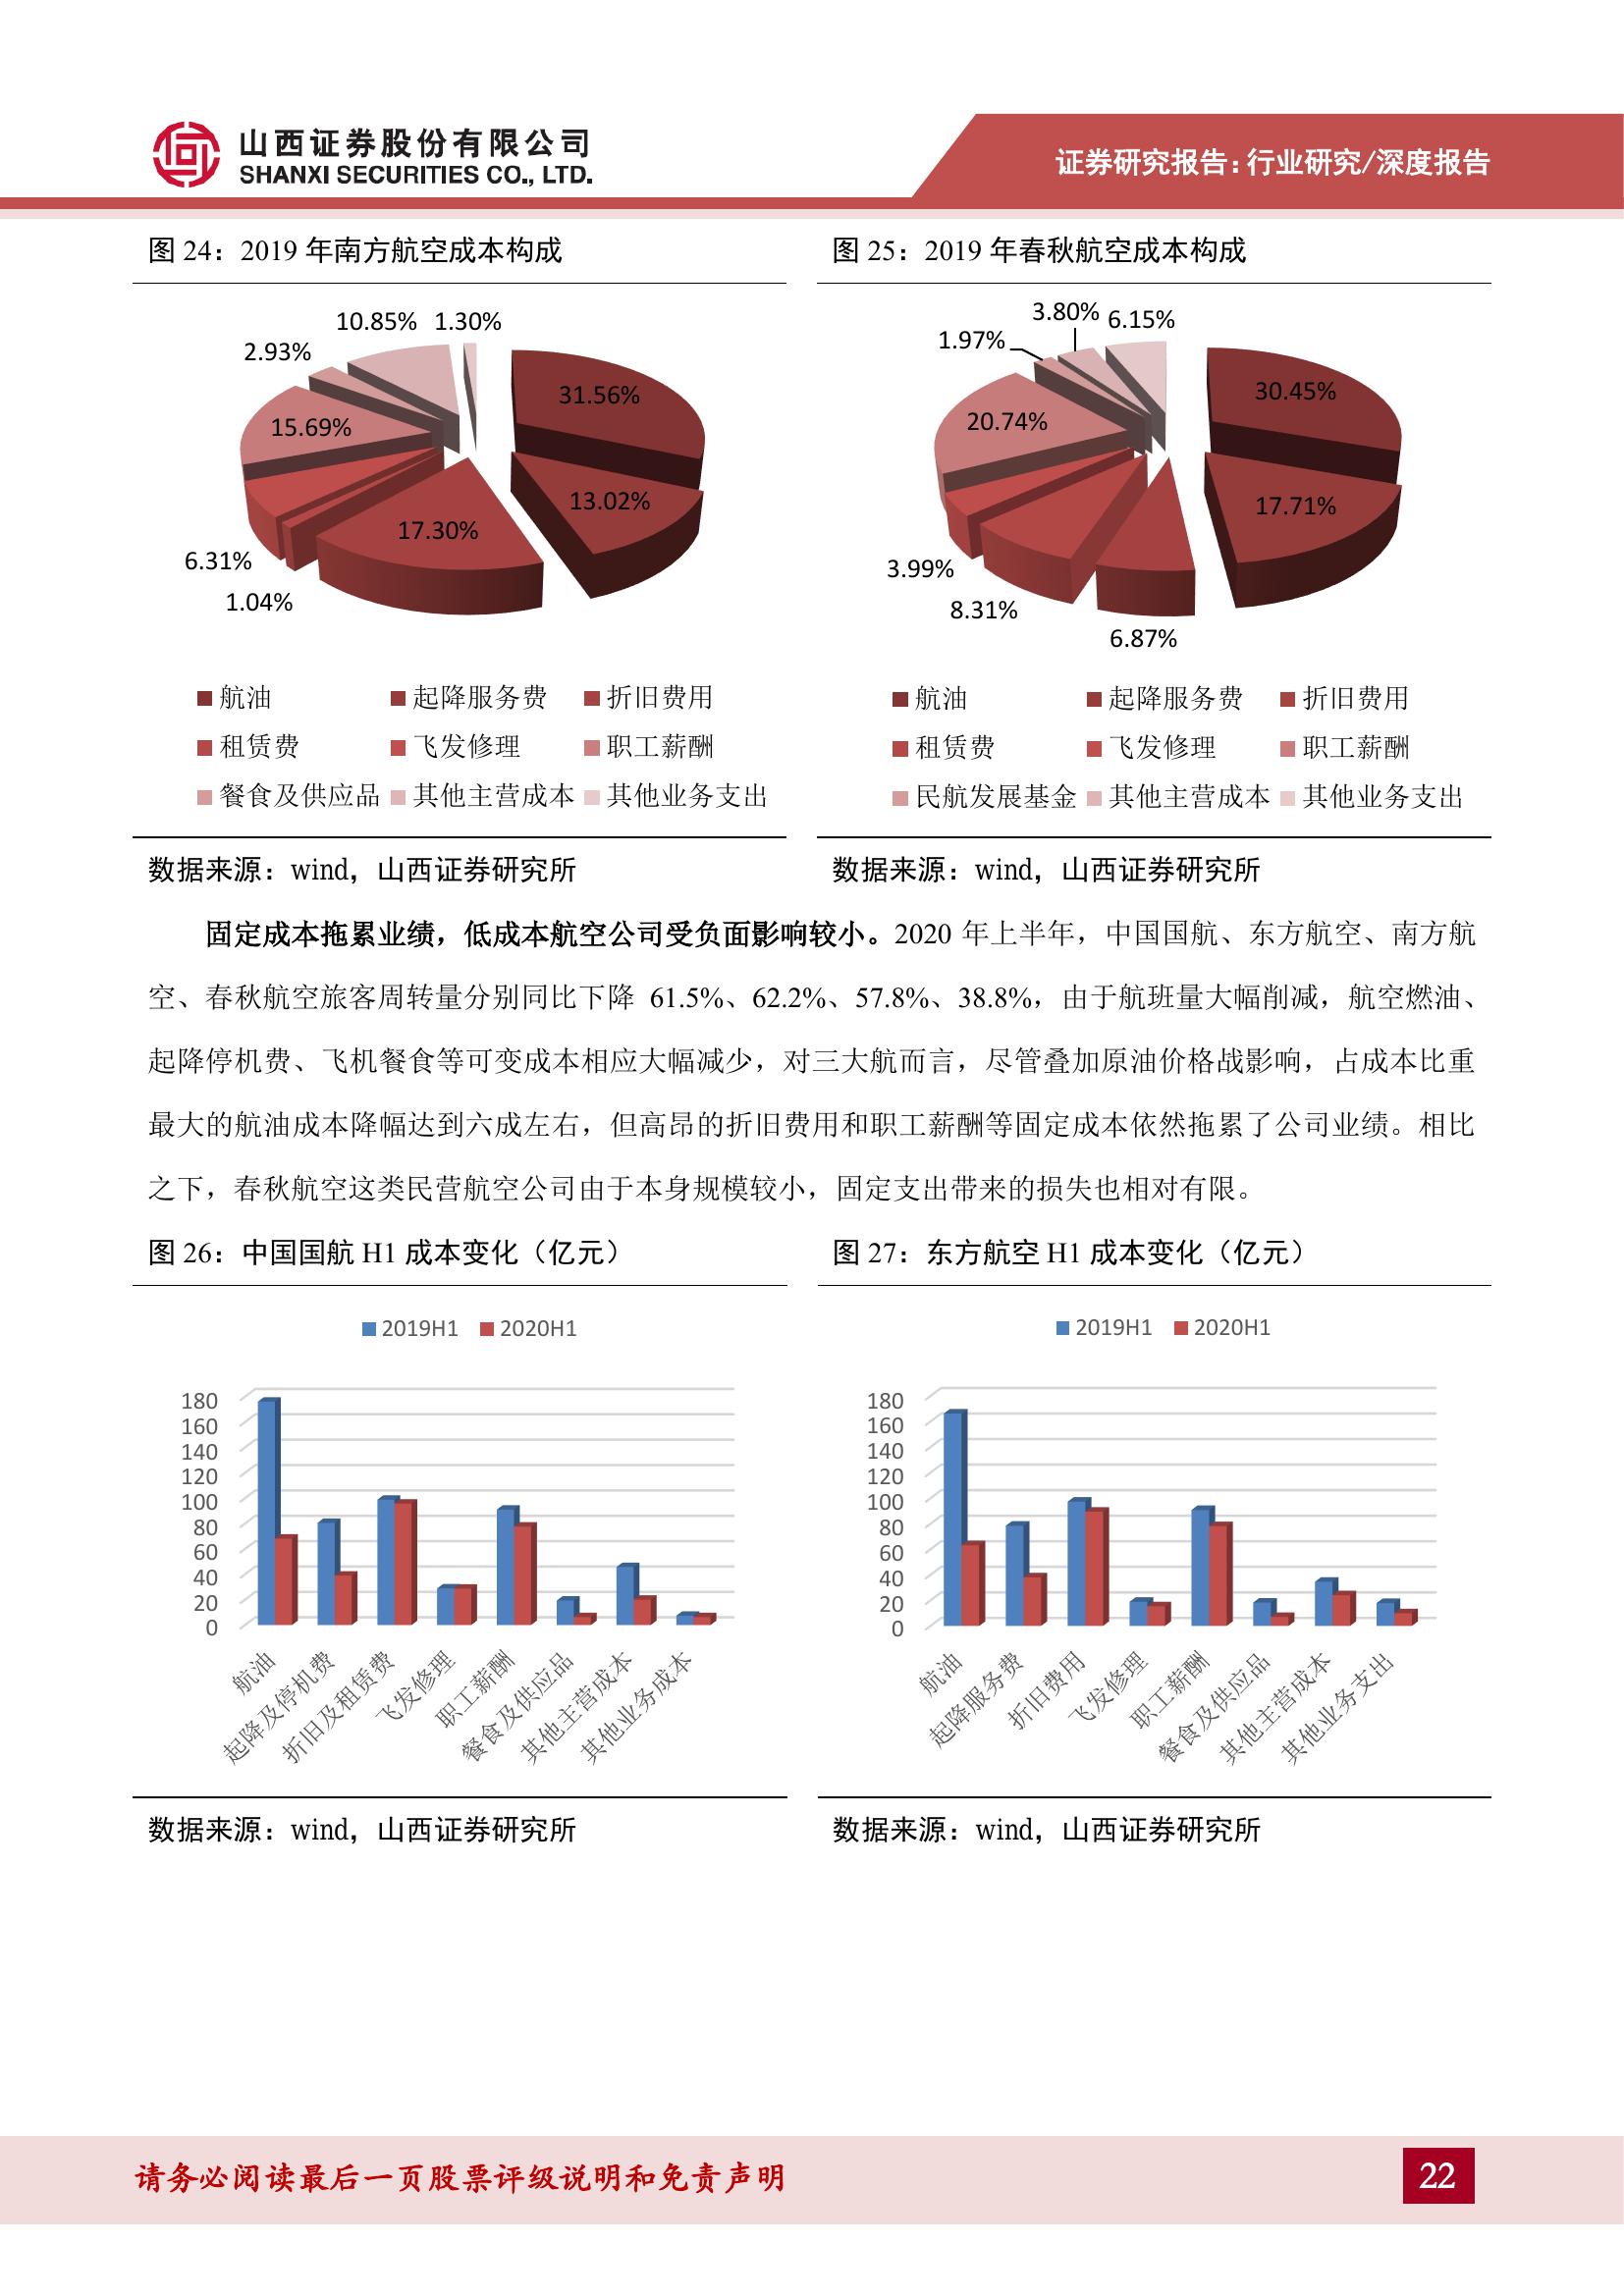 山西证券股份有限公司
SHANXI SECURITIES CO., LTD.
证券研究报告:行业研究/深度报告
图 24：2019 年南方航空成本构成
10.85% 1.30%
2.93%
31.56%
15.69%
13.02%
17.30%
6.31%
1.04%
航油 起降服务费 折旧费用
租赁费 飞发修理 职工薪酬
餐食及供应品 其他主营成本 其他业务支出
数据来源：wind，山西证券研究所
图 25：2019 年春秋航空成本构成
3.80% 6.15%
1.97%
30.45%
20.74%
17.71%
3.99%
8.31%
6.87%
航油 起降服务费 折旧费用
租赁费 飞发修理 职工薪酬
民航发展基金 其他主营成本 其他业务支出
数据来源：wind，山西证券研究所
固定成本拖累业绩，低成本航空公司受负面影响较小。2020 年上半年，中国国航、东方航空、南方航
空、春秋航空旅客周转量分别同比下降 61.5%、62.2%、57.8%、38.8%，由于航班量大幅削减，航空燃油、
起降停机费、飞机餐食等可变成本相应大幅减少，对三大航而言，尽管叠加原油价格战影响，占成本比重
最大的航油成本降幅达到六成左右，但高昂的折旧费用和职工薪酬等固定成本依然拖累了公司业绩。相比
之下，春秋航空这类民营航空公司由于本身规模较小，固定支出带来的损失也相对有限。
图 26：中国国航 H1 成本变化（亿元）
2019H1 2020H1
180
160
140
120
100
80
60
40
20
0
航油
起降及停机费
折旧及租赁费
飞发修理
职工薪酬
餐食及供应品
其他主营成本
其他业务成本
数据来源：wind，山西证券研究所
图 27：东方航空 H1 成本变化（亿元）
2019H1 2020H1
180
160
140
120
100
80
60
40
20
0
航油
起降服务费
折旧费用
飞发修理
职工薪酬
餐食及供应品
其他主营成本
其他业务支出
数据来源：wind，山西证券研究所
请务必阅读最后一页股票评级说明和免责声明
22